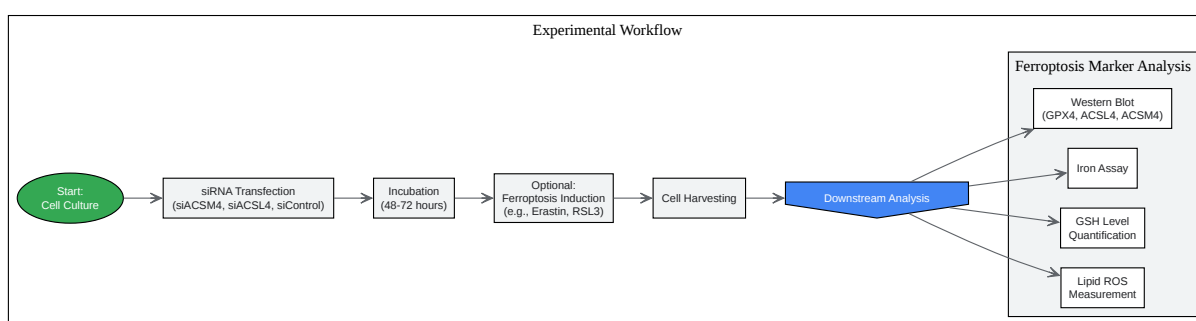 Experimental Workflow
Ferroptosis Marker Analysis
Western Blot
(GPX4, ACSL4, ACSM4)
Start:
Cell Culture
siRNA Transfection
(siACSM4, siACSL4, siControl)
Incubation
(48-72 hours)
Optional:
Ferroptosis Induction
(e.g., Erastin, RSL3)
Cell Harvesting
Downstream Analysis
Iron Assay
GSH Level
Quantification
Lipid ROS
Measurement